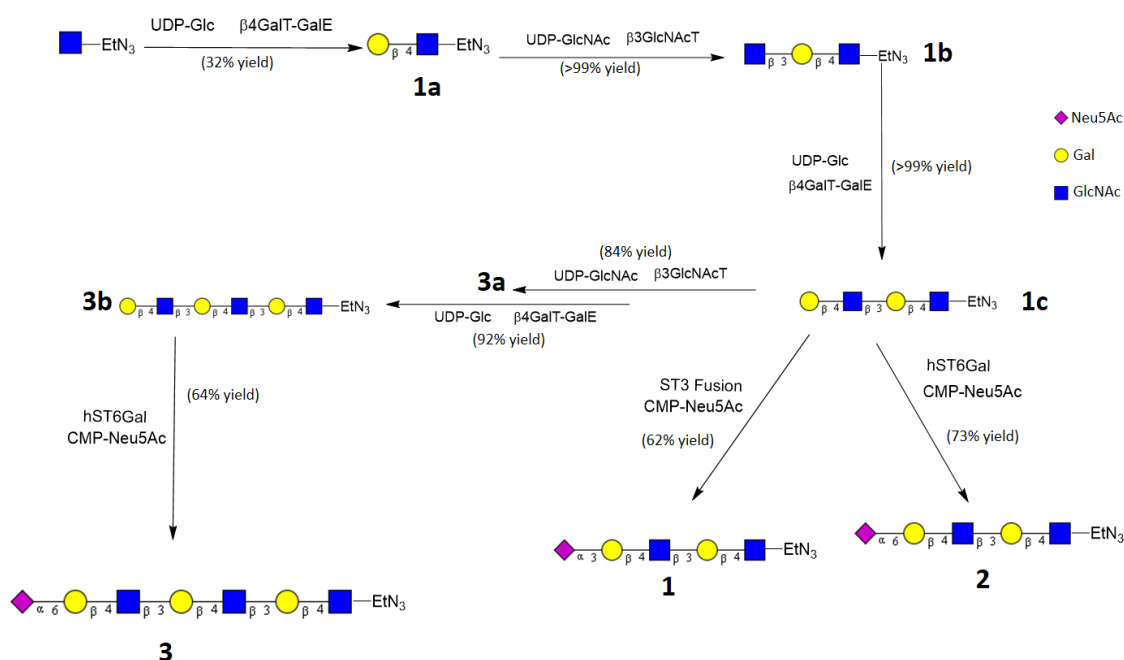 UDP-Glc β4GalT-GalE
(32% yield)
EtN3
β 4
EtN3
1a
UDP-GlcNAc β3GlcNAcT
(>99% yield)
β 3 β 4
EtN3
1b
Neu5Ac
Gal
GlcNAc
UDP-Glc
β4GalT-GalE
(>99% yield)
(84% yield)
UDP-GlcNAc β3GlcNAcT
3a
UDP-Glc β4GalT-GalE
(92% yield)
3b
β 4 β 3 β 4 β 3 β 4
EtN3
β 4 β 3 β 4
EtN3
1c
hST6Gal
CMP-Neu5Ac
(64% yield)
ST3 Fusion
CMP-Neu5Ac
(62% yield)
hST6Gal
CMP-Neu5Ac
(73% yield)
α 3 β 4 β 3 β 4
EtN3
1
α 6 β 4 β 3 β 4
EtN3
2
α 6 β 4 β 3 β 4 β 3 β 4
EtN3
3